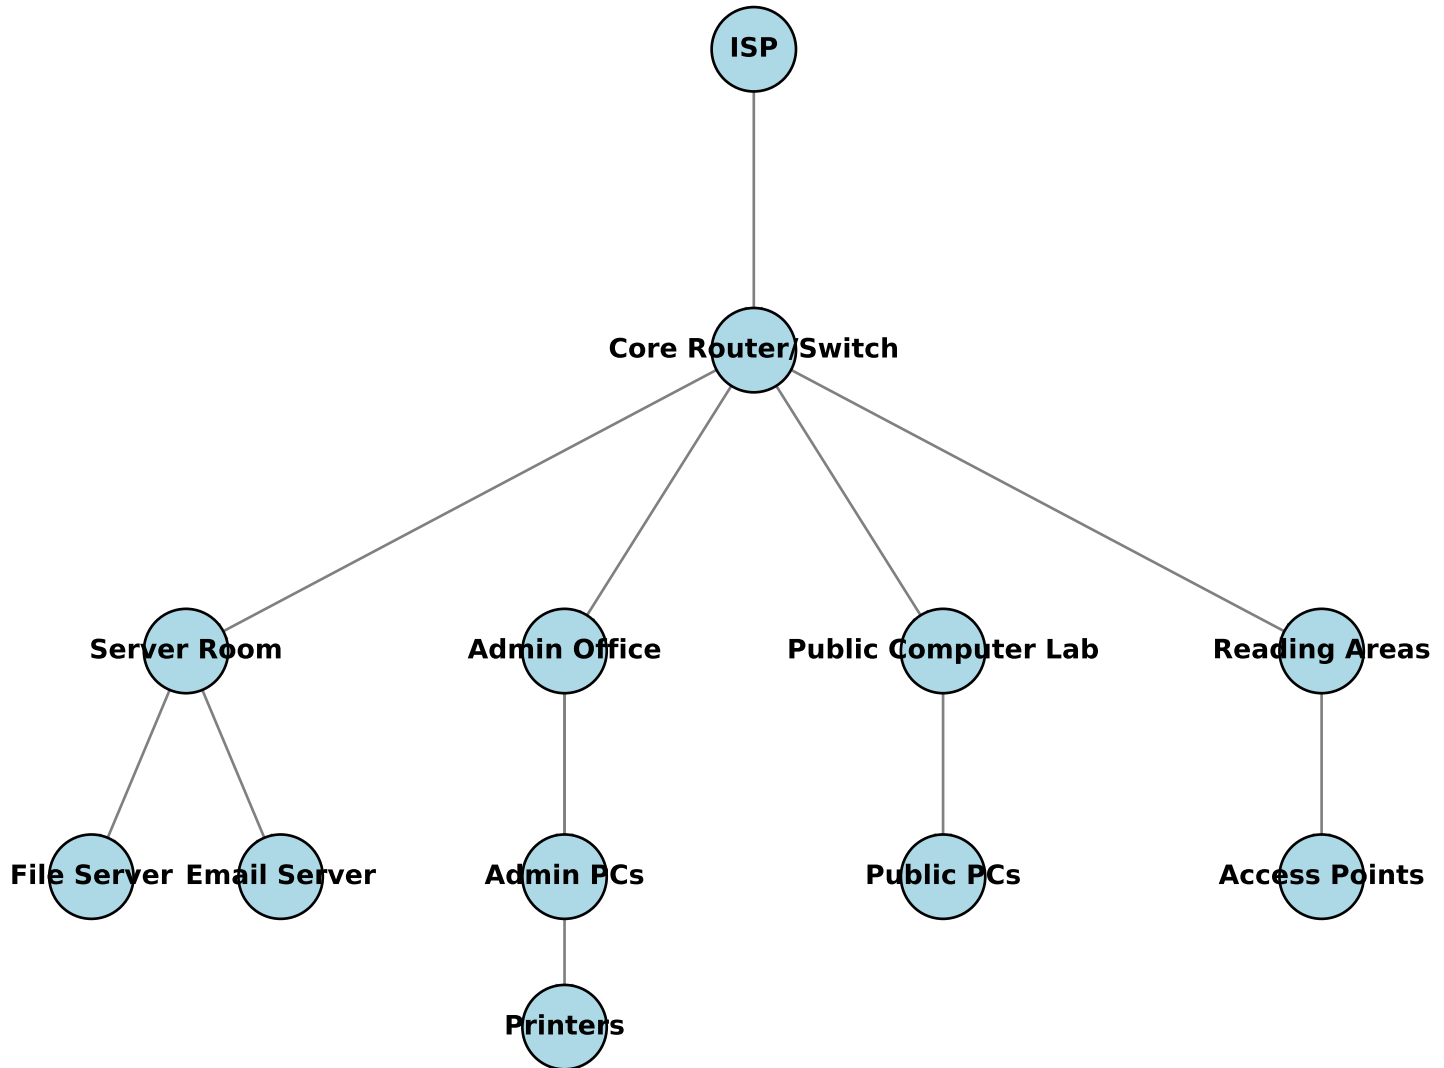 ISP
Core Router/Switch
Server Room
Admin Office
Public Computer Lab
Reading Areas
File Server
Email Server
Admin PCs
Public PCs
Access Points
Printers